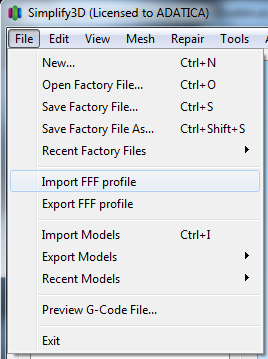 Simplify3D (Licensed to ADATICA)
File Edit View Mesh Repair Tools
New... Ctrl+N
Open Factory File... Ctrl+O
Save Factory File Ctrl+S
Save Factory File As... Ctrl+Shift+S
Recent Factory Files
Import FFF profile
Export FFF profile
Import Models Ctrl+I
Export Models
Recent Models
Preview G-Code File...
Exit